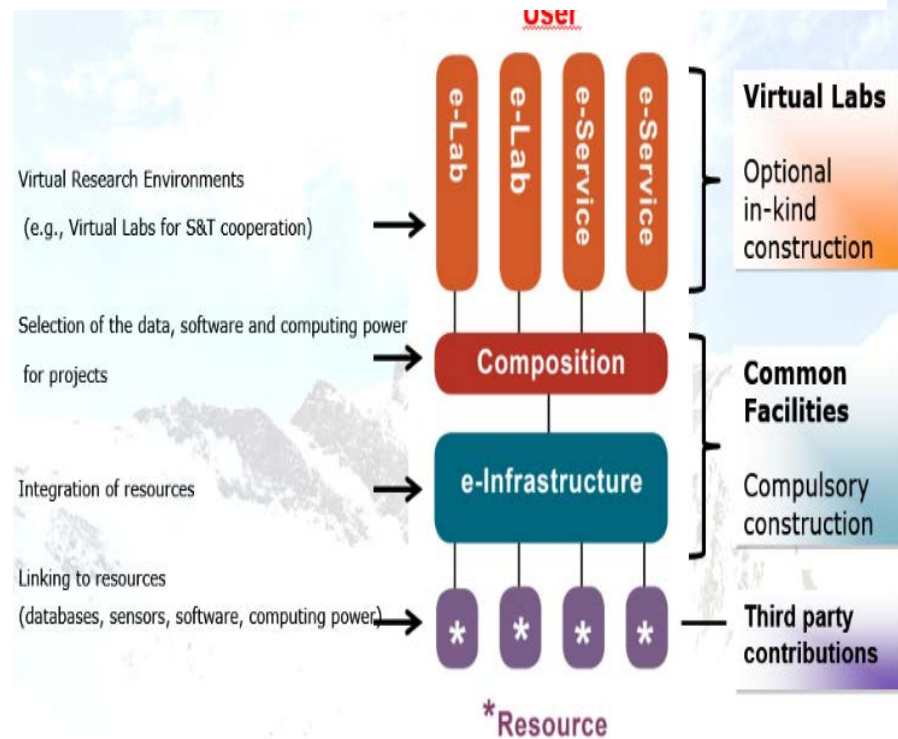 User
e-Lab
e-Lab
e-Service
e-Service
Virtual Labs
Optional
in-kind
construction
Virtual Research Environments
(e.g., Virtual Labs for S&T cooperation)
Selection of the data, software and computing power
for projects
Composition
Common
Facilities
Compulsory
construction
Integration of resources
e-Infrastructure
Linking to resources
(databases, sensors, software, computing power)
*
*
*
*
Third party
contributions
*Resource